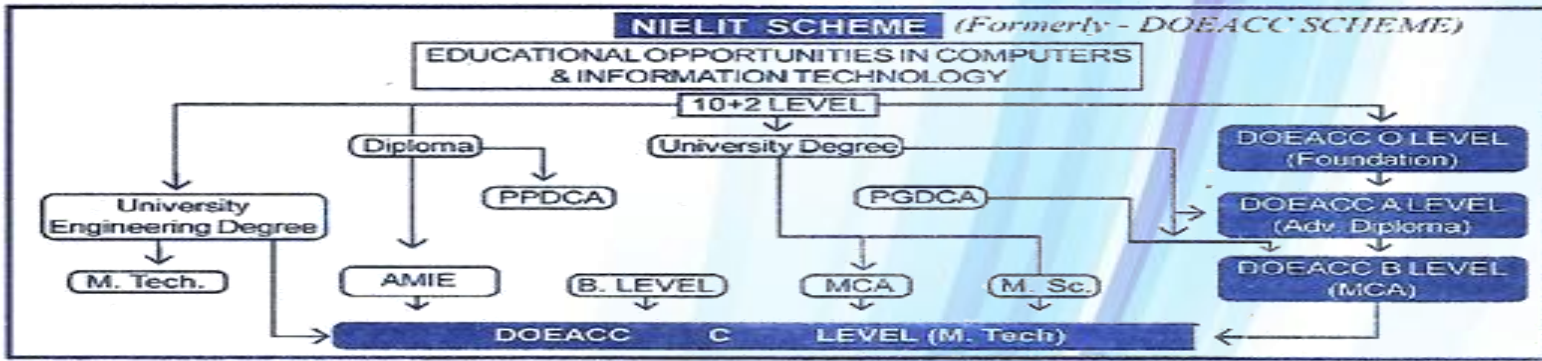 NIELIT SCHEME (Formerly - DOEACC SCHEME)
EDUCATIONAL OPPORTUNITIES IN COMPUTERS
& INFORMATION TECHNOLOGY
10+2 LEVEL
Diploma
University Degree
DOEACC O LEVEL
(Foundation)
PPDCA
PGDCA
University
Engineering Degree
DOEACC A LEVEL
(Adv. Diploma)
M. Tech.
AMIE
B. LEVEL
MCA
M. Sc.
DOEACC B LEVEL
(MCA)
DOEACC C LEVEL (M. Tech)